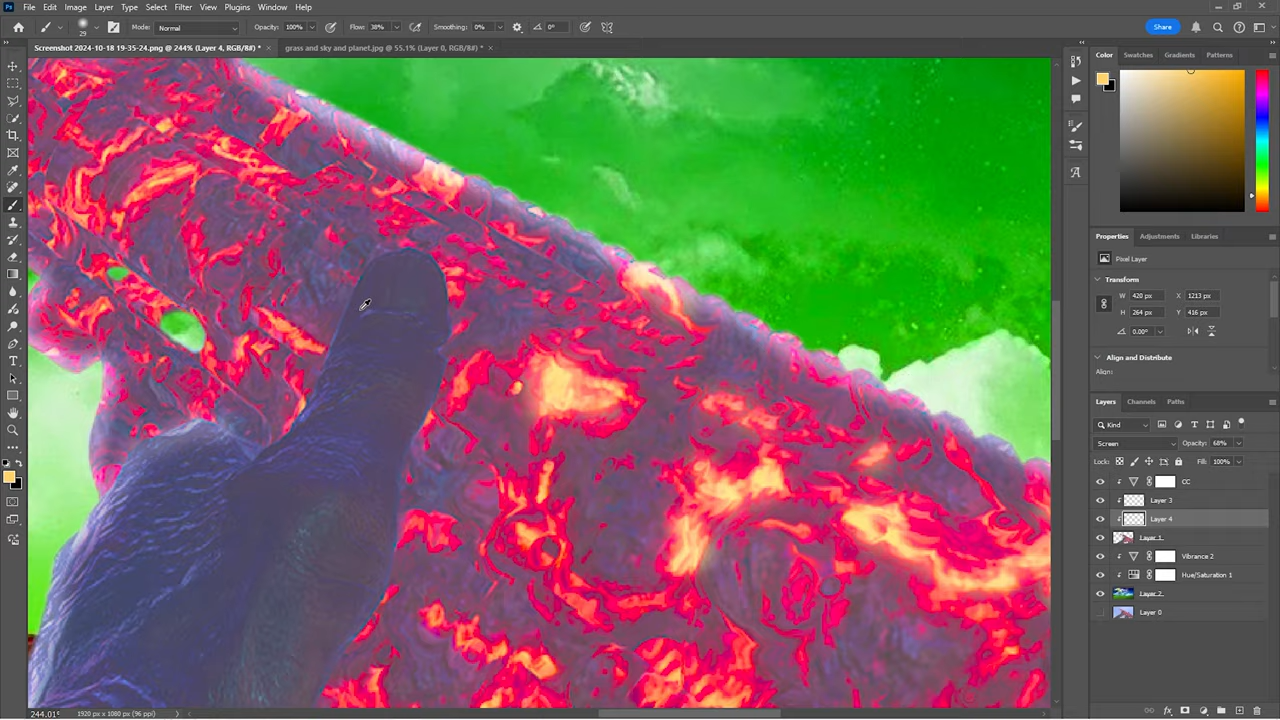 File Edit Image Layer Type Select Filter View Plugins Window Help
29 Mode: Normal Opacity: 100% Flow: 38% Smoothing: 0% 0° Share
Screenshot 2024-10-18 19-35-24.png @ 244% (Layer 4, RGB/8#) * × grass and sky and planet.jpg @ 55.1% (Layer 0, RGB/8#) * ×
Color Swatches Gradients Patterns
Properties Adjustments Libraries
Pixel Layer
Transform
W 420 px X 1213 px
H 264 px Y 416 px
0.00°
Align and Distribute
Align:
Layers Channels Paths
Kind
Screen Opacity: 68%
Lock: Fill: 100%
CC
Layer 3
Layer 4
Layer 1
Vibrance 2
Hue/Saturation 1
Layer 2
Layer 0
244.01% 1920 px x 1080 px (96 ppi)